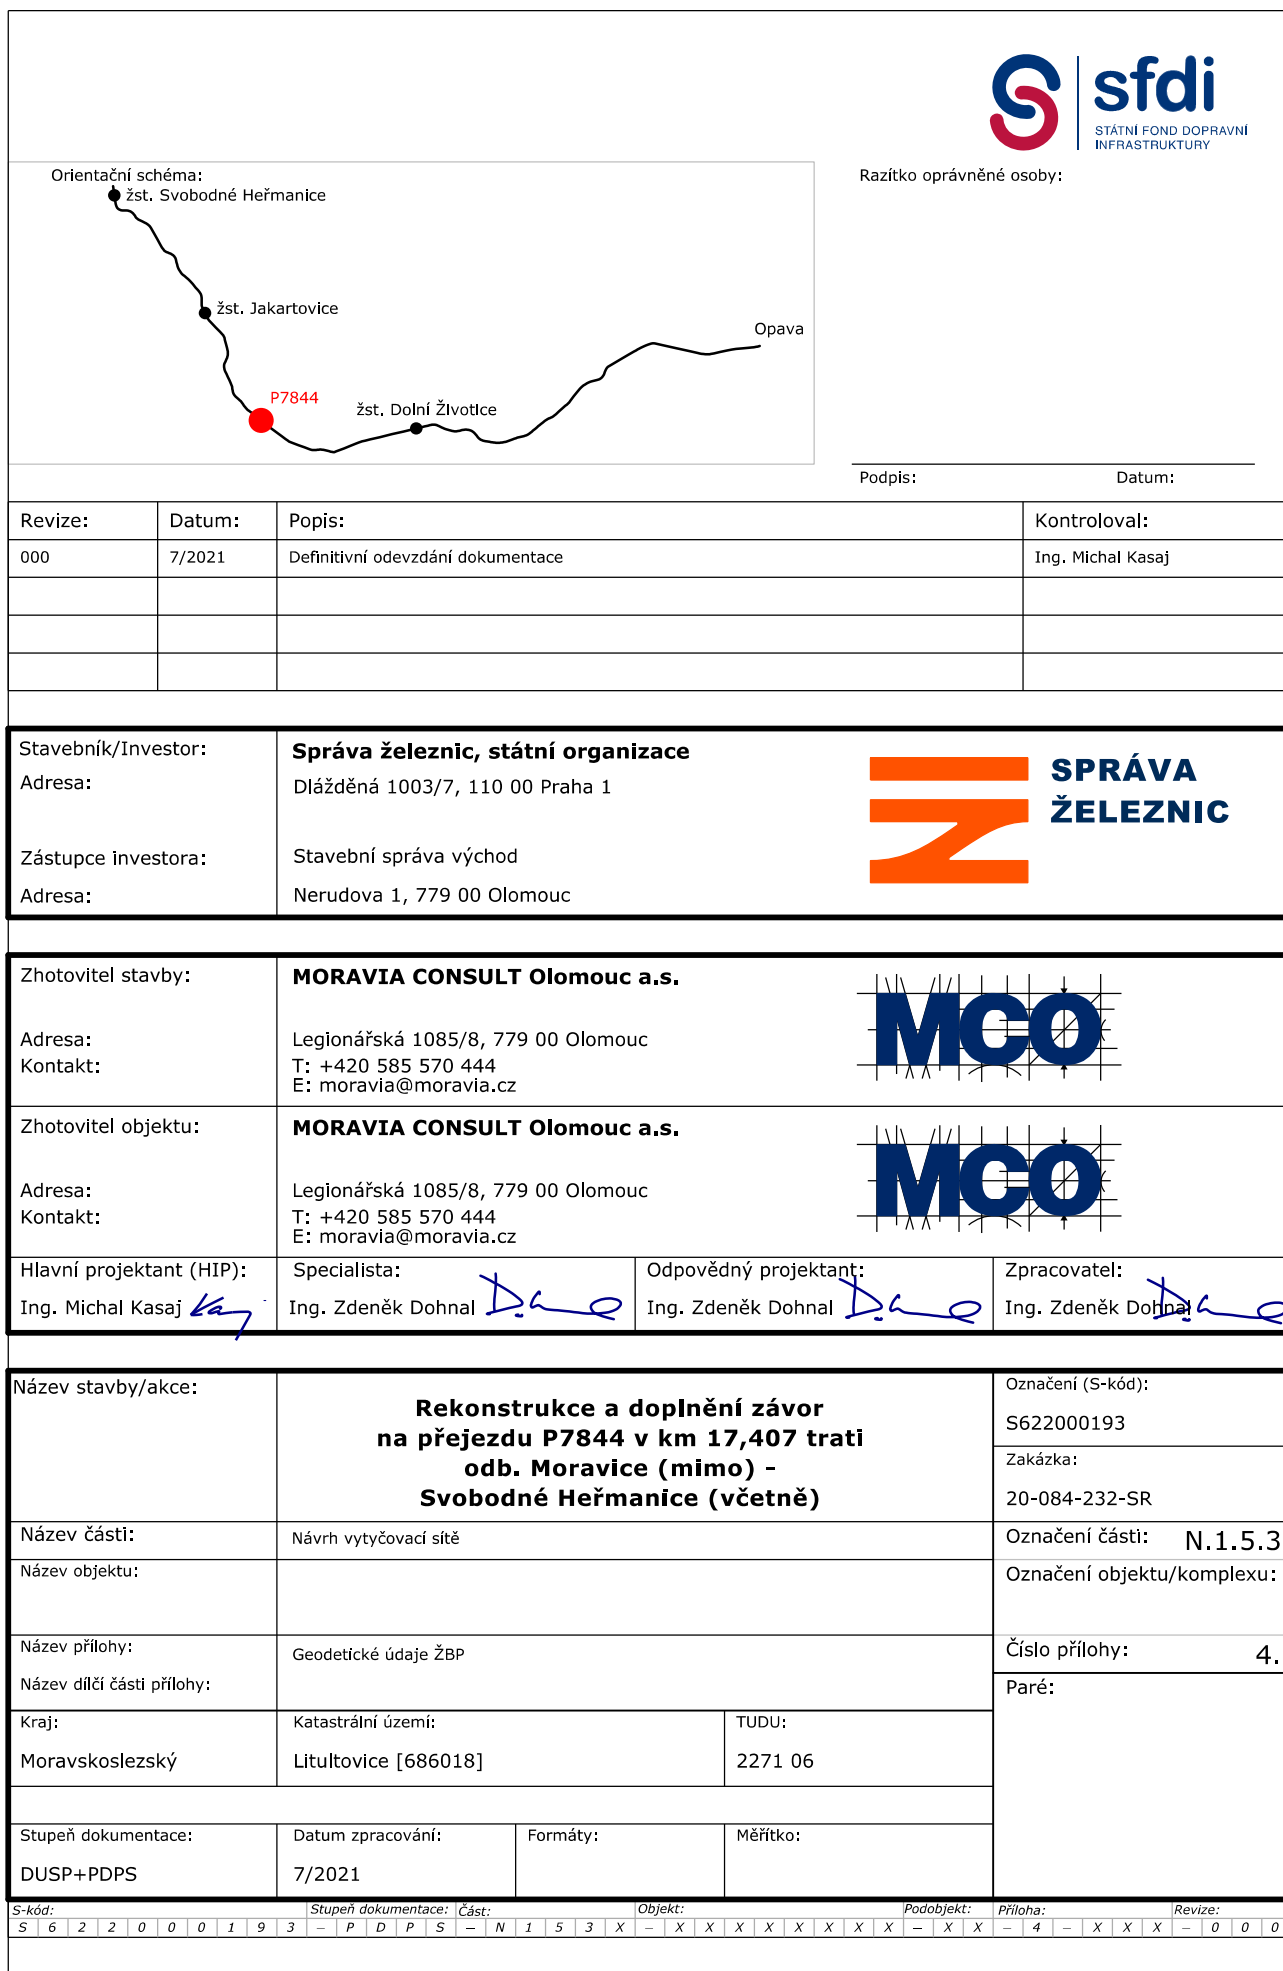 sfdi
STÁTNÍ FOND DOPRAVNÍ
INFRASTRUKTURY
Orientační schéma:
žst. Svobodné Heřmanice
žst. Jakartovice
Opava
P7844
žst. Dolní Životice
Razítko oprávněné osoby:
Podpis: Datum:
Revize: Datum: Popis: Kontroloval:
000 7/2021 Definitivní odevzdání dokumentace Ing. Michal Kasaj
Stavebník/Investor: Správa železnic, státní organizace
Adresa: Dlážděná 1003/7, 110 00 Praha 1
SPRÁVA
ŽELEZNIC
Zástupce investora: Stavební správa východ
Adresa: Nerudova 1, 779 00 Olomouc
Zhotovitel stavby: MORAVIA CONSULT Olomouc a.s.
MCO
Adresa: Legionářská 1085/8, 779 00 Olomouc
Kontakt: T: +420 585 570 444
E: moravia@moravia.cz
Zhotovitel objektu: MORAVIA CONSULT Olomouc a.s.
MCO
Adresa: Legionářská 1085/8, 779 00 Olomouc
Kontakt: T: +420 585 570 444
E: moravia@moravia.cz
Hlavní projektant (HIP): Specialista: Odpovědný projektant: Zpracovatel:
Ing. Michal Kasaj Ing. Zdeněk Dohnal Ing. Zdeněk Dohnal Ing. Zdeněk Dohnal
Název stavby/akce:
Rekonstrukce a doplnění závor
na přejezdu P7844 v km 17,407 trati
odb. Moravice (mimo) -
Svobodné Heřmanice (včetně)
Označení (S-kód):
S622000193
Zakázka:
20-084-232-SR
Název části: Návrh vytyčovací sítě
Označení části: N.1.5.3
Název objektu:
Označení objektu/komplexu:
Název přílohy: Geodetické údaje ŽBP
Číslo přílohy: 4.
Název dílčí části přílohy:
Paré:
Kraj: Katastrální území: TUDU:
Moravskoslezský Litultovice [686018] 2271 06
Stupeň dokumentace: Datum zpracování: Formáty: Měřítko:
DUSP+PDPS 7/2021
S-kód: Stupeň dokumentace: Část: Objekt: Podobjekt: Příloha: Revize:
S 6 2 2 0 0 0 1 9 3 – P D P S – N 1 5 3 X – X X X X X X X X – X X – 4 – X X X – 0 0 0